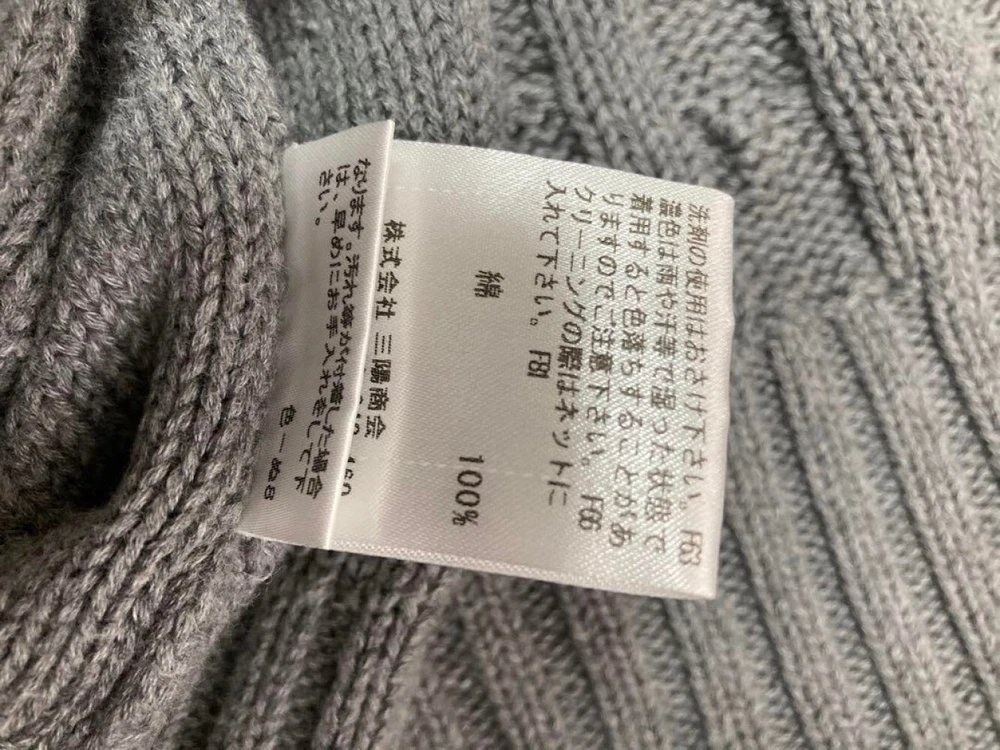 洗剤の使用はおさけ下さい。 F63
濃色は雨や汗等で湿った状態で
着用すると色落ちすることがあ
りますのでご注意下さい。 F66
クリーニングの際はネットに
入れて下さい。 F81
綿 100%
株式会社 三陽商会
なります。汚れ等が付着した場合
は、早めにお手入れをして下
さい。